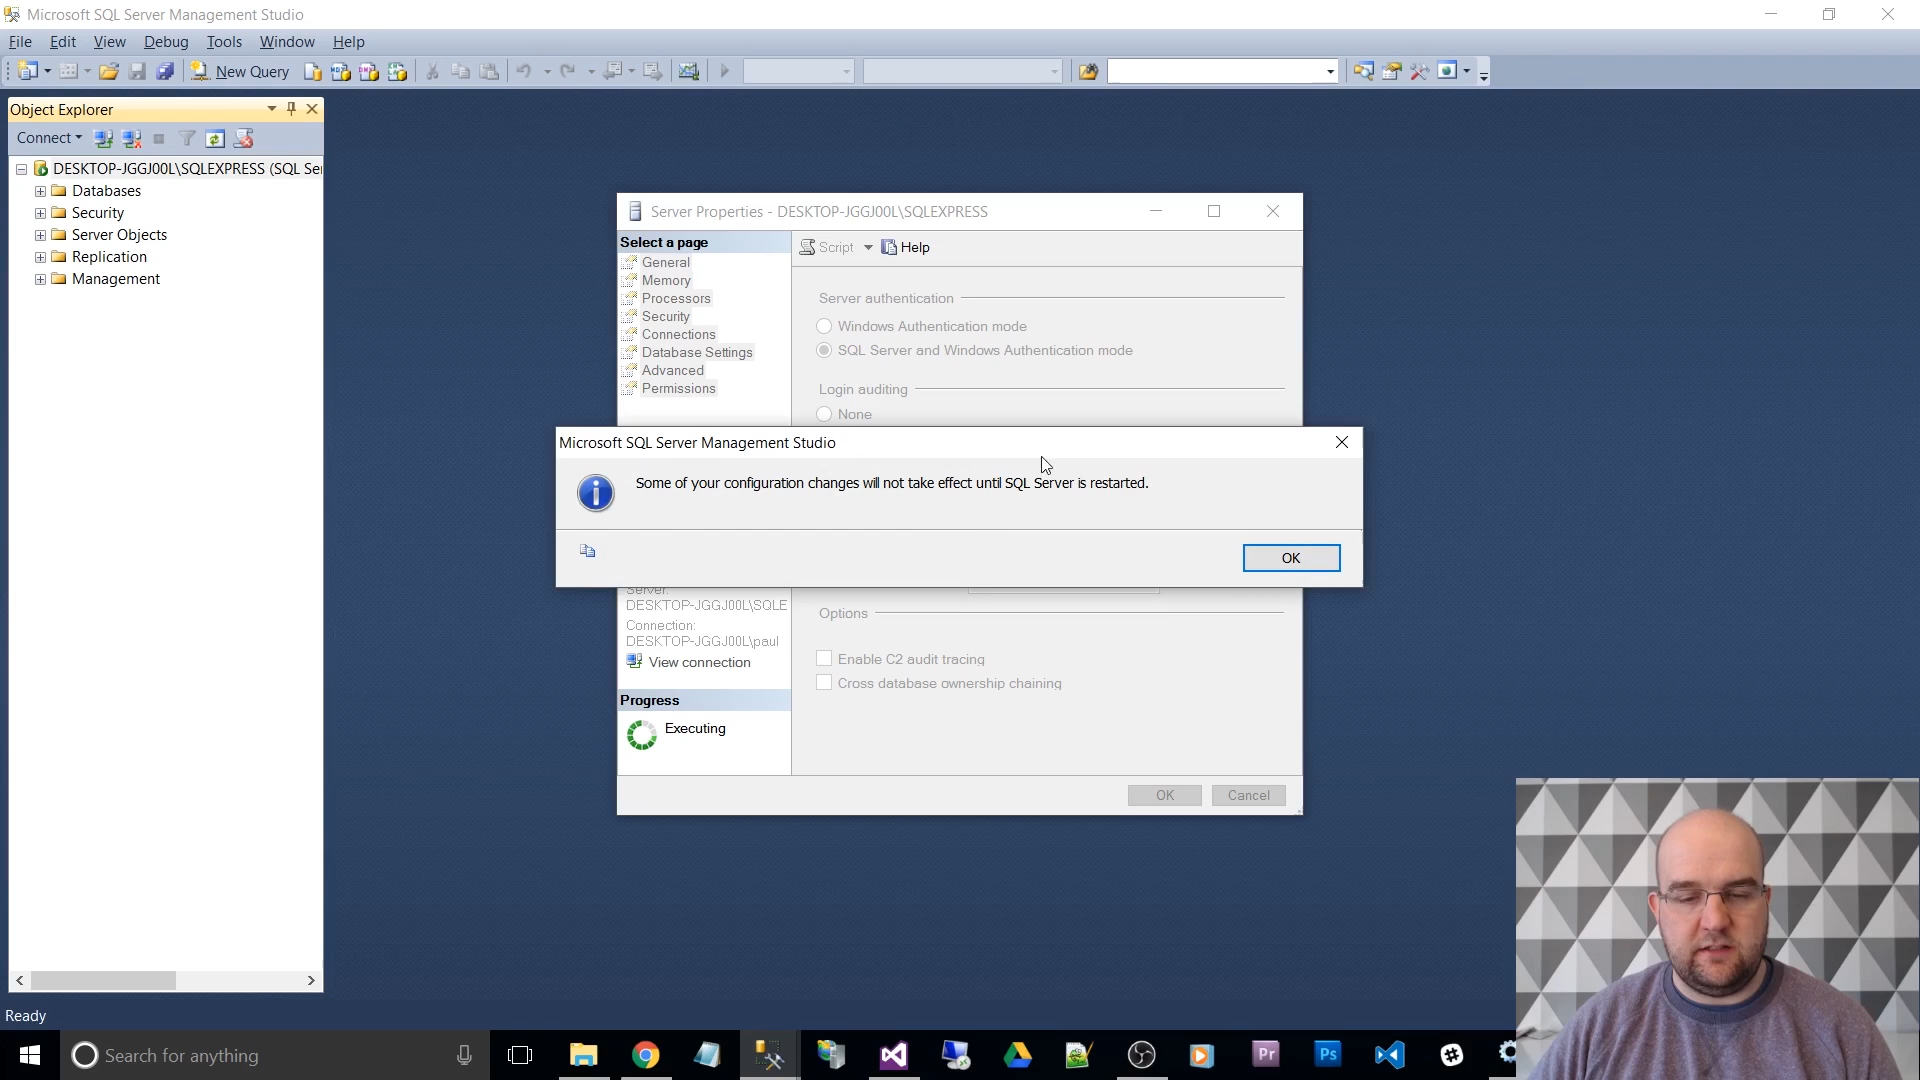 Microsoft SQL Server Management Studio
File Edit View Debug Tools Window Help
New Query
Object Explorer
Connect
DESKTOP-JGGJ00L\SQLEXPRESS (SQL Ser
Databases
Security
Server Objects
Replication
Management
Server Properties - DESKTOP-JGGJ00L\SQLEXPRESS
Select a page
General
Memory
Processors
Security
Connections
Database Settings
Advanced
Permissions
Script Help
Server authentication
Windows Authentication mode
SQL Server and Windows Authentication mode
Login auditing
None
Microsoft SQL Server Management Studio
Some of your configuration changes will not take effect until SQL Server is restarted.
OK
Server:
DESKTOP-JGGJ00L\SQLE
Connection:
DESKTOP-JGGJ00L\paul
View connection
Progress
Executing
Options
Enable C2 audit tracing
Cross database ownership chaining
OK Cancel
Ready
Search for anything
Pr
Ps